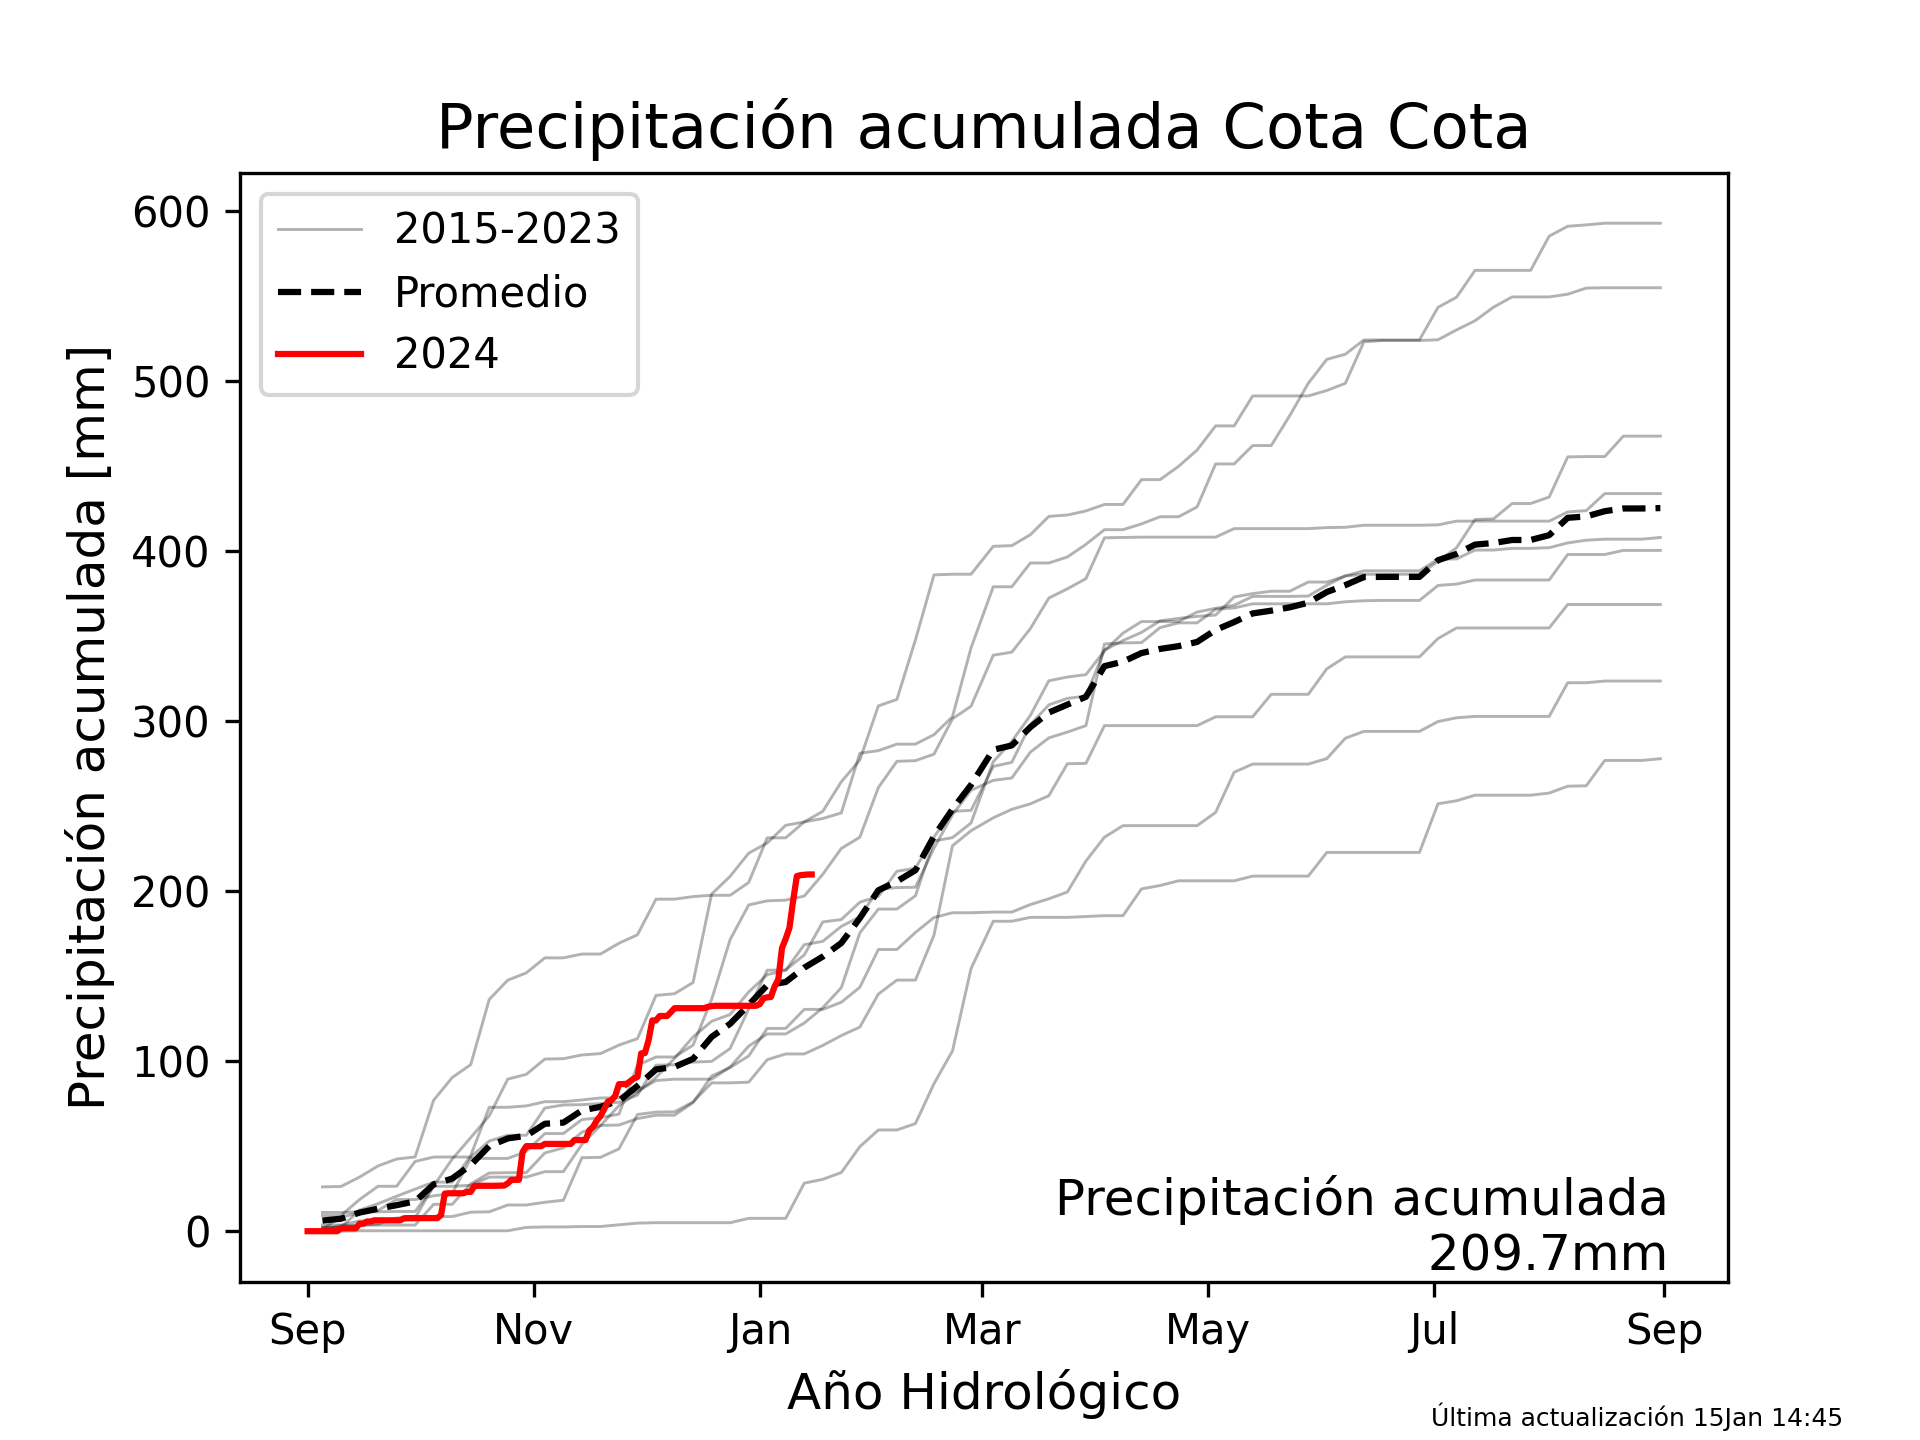 Precipitación acumulada Cota Cota
600
500
400
300
200
100
0
Precipitación acumulada [mm]
2015-2023
Promedio
2024
Precipitación acumulada
209.7mm
Sep Nov Jan Mar May Jul Sep
Año Hidrológico
Última actualización 15Jan 14:45